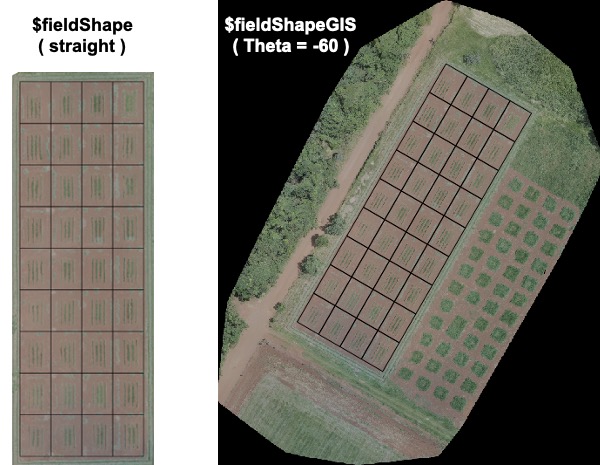 $fieldShape
( straight )
$fieldShapeGIS
( Theta = -60 )